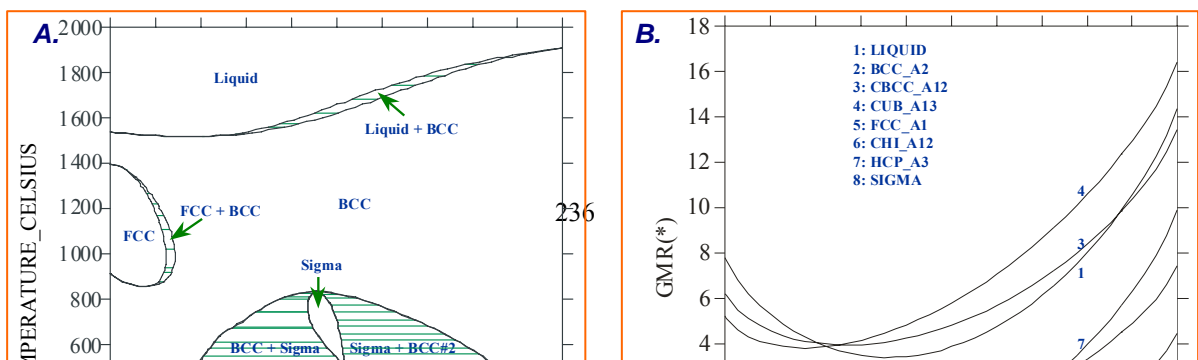 A.
2000
1800
1600
1400
1200
1000
800
600
MPERATURE_CELSIUS
Liquid
Liquid + BCC
FCC + BCC
BCC
FCC
Sigma
BCC + Sigma
Sigma + BCC#2
236
B.
18
16
14
12
10
8
6
4
GMR(*)
1: LIQUID
2: BCC_A2
3: CBCC_A12
4: CUB_A13
5: FCC_A1
6: CHI_A12
7: HCP_A3
8: SIGMA
4
3
1
7